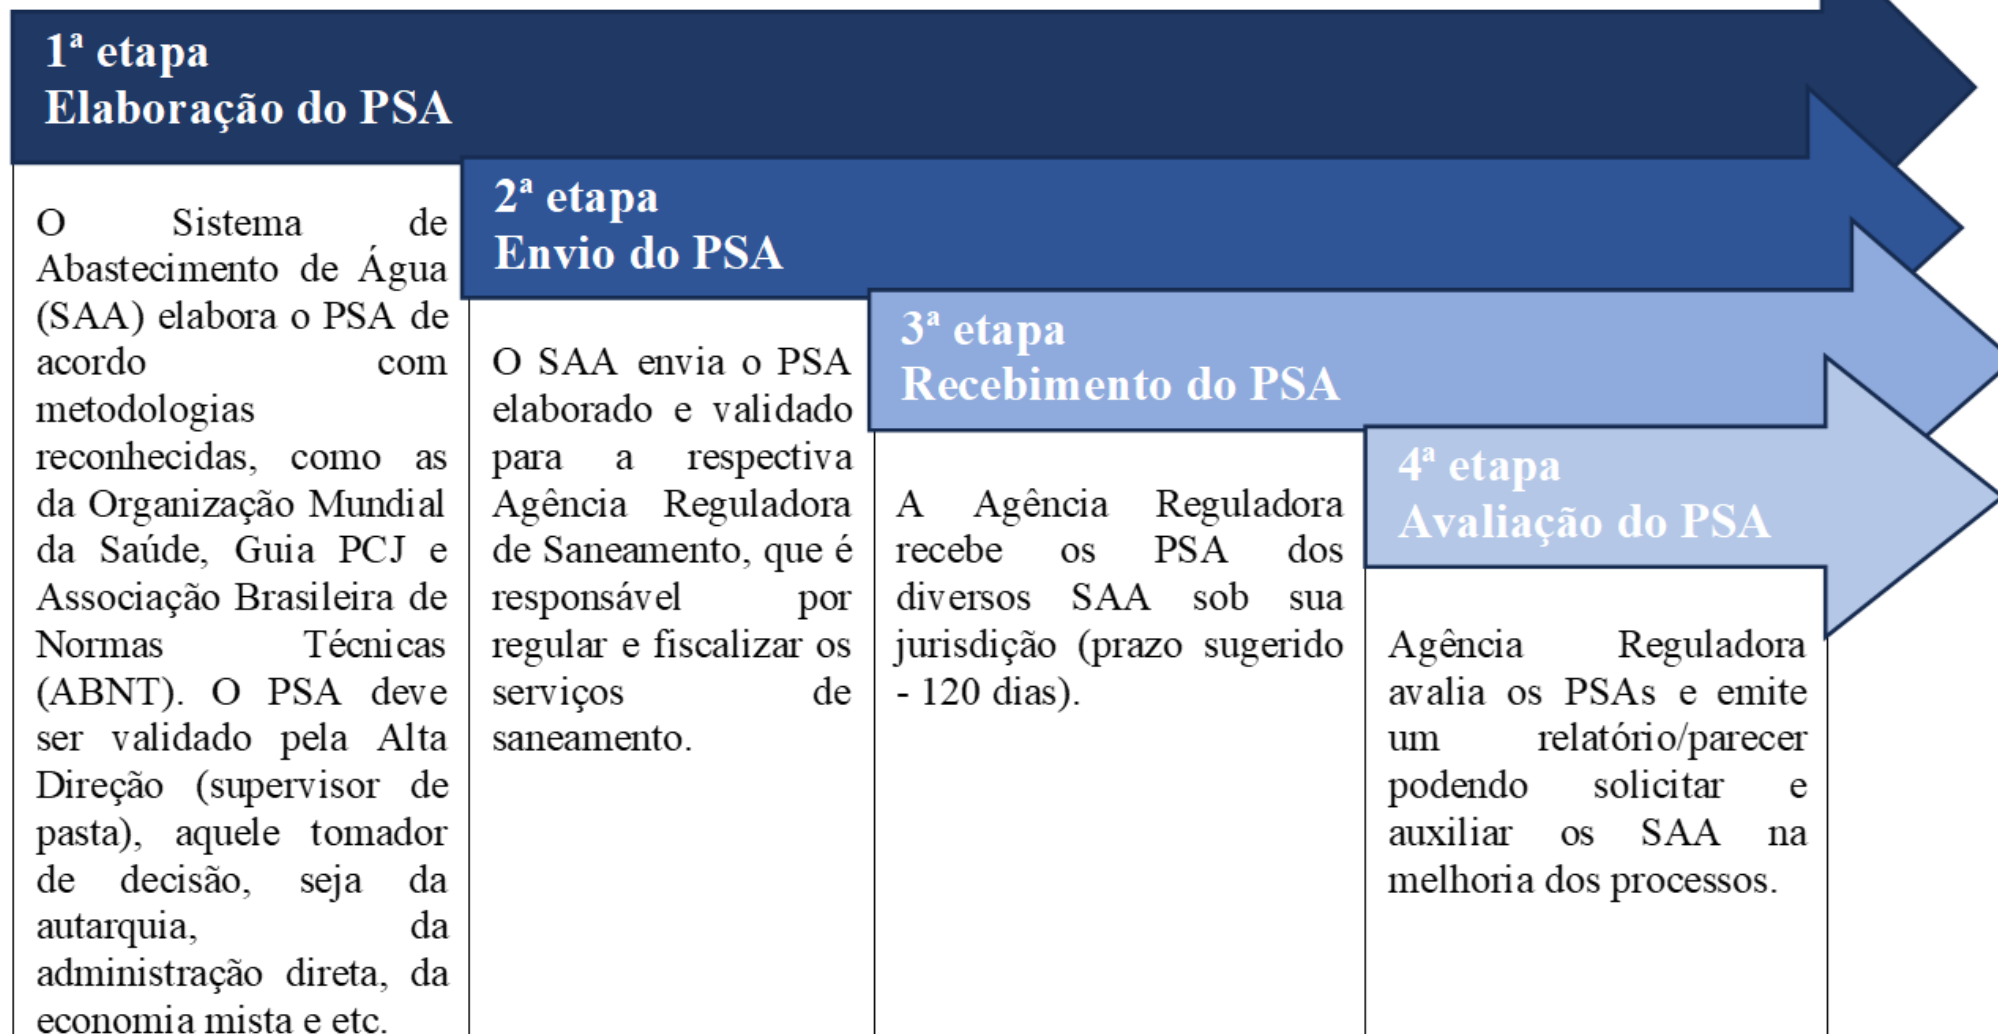 1ª etapa
Elaboração do PSA
O Sistema de
Abastecimento de Água
(SAA) elabora o PSA de
acordo com
metodologias
reconhecidas, como as
da Organização Mundial
da Saúde, Guia PCJ e
Associação Brasileira de
Normas Técnicas
(ABNT). O PSA deve
ser validado pela Alta
Direção (supervisor de
pasta), aquele tomador
de decisão, seja da
autarquia, da
administração direta, da
economia mista e etc.
2ª etapa
Envio do PSA
O SAA envia o PSA
elaborado e validado
para a respectiva
Agência Reguladora
de Saneamento, que é
responsável por
regular e fiscalizar os
serviços de
saneamento.
3ª etapa
Recebimento do PSA
A Agência Reguladora
recebe os PSA dos
diversos SAA sob sua
jurisdição (prazo sugerido
- 120 dias).
4ª etapa
Avaliação do PSA
Agência Reguladora
avalia os PSAs e emite
um relatório/parecer
podendo solicitar e
auxiliar os SAA na
melhoria dos processos.